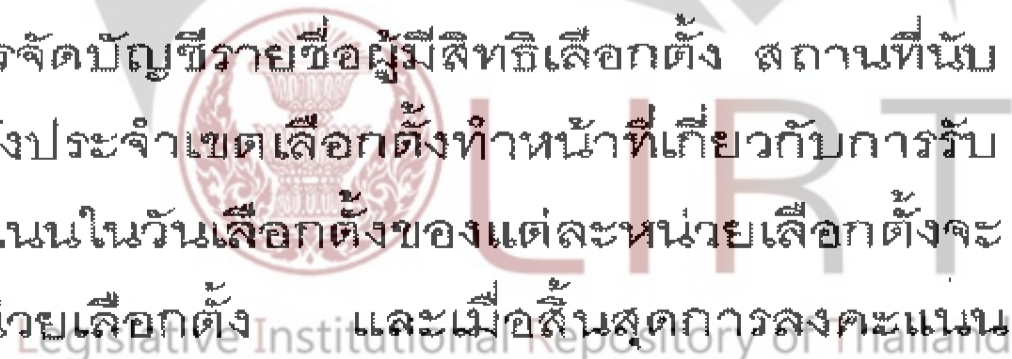 รจัดบัญชีรายชื่อผู้มีสิทธิเลือกตั้ง สถานที่นับ
งประจำเขตเลือกตั้งทำหน้าที่เกี่ยวกับการรับ
นนในวันเลือกตั้งของแต่ละหน่วยเลือกตั้งจะ
วยเลือกตั้ง และเมื่อสิ้นสุดการลงคะแนน
LIRT
Legislative Institutional Repository of Thailand